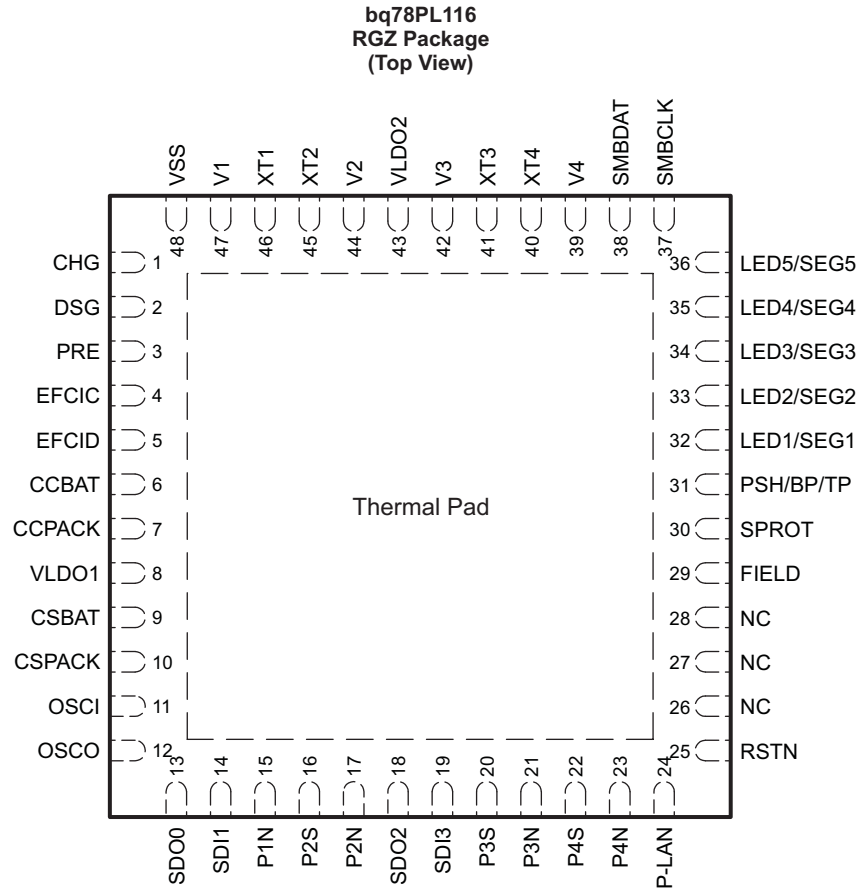 bq78PL116
RGZ Package
(Top View)
VSS
V1
XT1
XT2
V2
VLDO2
V3
XT3
XT4
V4
SMBDAT
SMBCLK
48
47
46
45
44
43
42
41
40
39
38
37
CHG 1
DSG 2
PRE 3
EFCIC 4
EFCID 5
CCBAT 6
CCPACK 7
VLDO1 8
CSBAT 9
CSPACK 10
OSCI 11
OSCO 12
Thermal Pad
36 LED5/SEG5
35 LED4/SEG4
34 LED3/SEG3
33 LED2/SEG2
32 LED1/SEG1
31 PSH/BP/TP
30 SPROT
29 FIELD
28 NC
27 NC
26 NC
25 RSTN
13
14
15
16
17
18
19
20
21
22
23
24
SDO0
SDI1
P1N
P2S
P2N
SDO2
SDI3
P3S
P3N
P4S
P4N
P-LAN